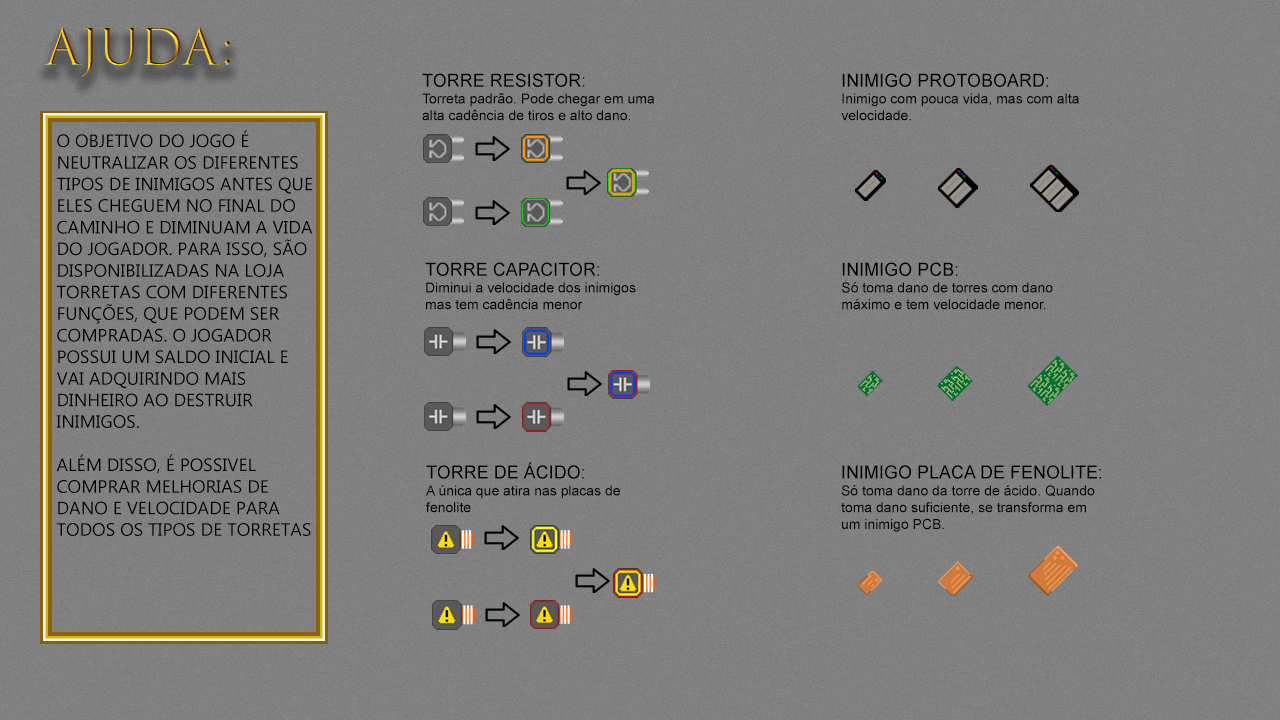 AJUDA:
O OBJETIVO DO JOGO É
NEUTRALIZAR OS DIFERENTES
TIPOS DE INIMIGOS ANTES QUE
ELES CHEGUEM NO FINAL DO
CAMINHO E DIMINUAM A VIDA
DO JOGADOR. PARA ISSO, SÃO
DISPONIBILIZADAS NA LOJA
TORRETAS COM DIFERENTES
FUNÇÕES, QUE PODEM SER
COMPRADAS. O JOGADOR
POSSUI UM SALDO INICIAL E
VAI ADQUIRINDO MAIS
DINHEIRO AO DESTRUIR
INIMIGOS.
ALÉM DISSO, É POSSIVEL
COMPRAR MELHORIAS DE
DANO E VELOCIDADE PARA
TODOS OS TIPOS DE TORRETAS
TORRE RESISTOR:
Torreta padrão. Pode chegar em uma
alta cadência de tiros e alto dano.
TORRE CAPACITOR:
Diminui a velocidade dos inimigos
mas tem cadência menor
TORRE DE ÁCIDO:
A única que atira nas placas de
fenolite
INIMIGO PROTOBOARD:
Inimigo com pouca vida, mas com alta
velocidade.
INIMIGO PCB:
Só toma dano de torres com dano
máximo e tem velocidade menor.
INIMIGO PLACA DE FENOLITE:
Só toma dano da torre de ácido. Quando
toma dano suficiente, se transforma em
um inimigo PCB.